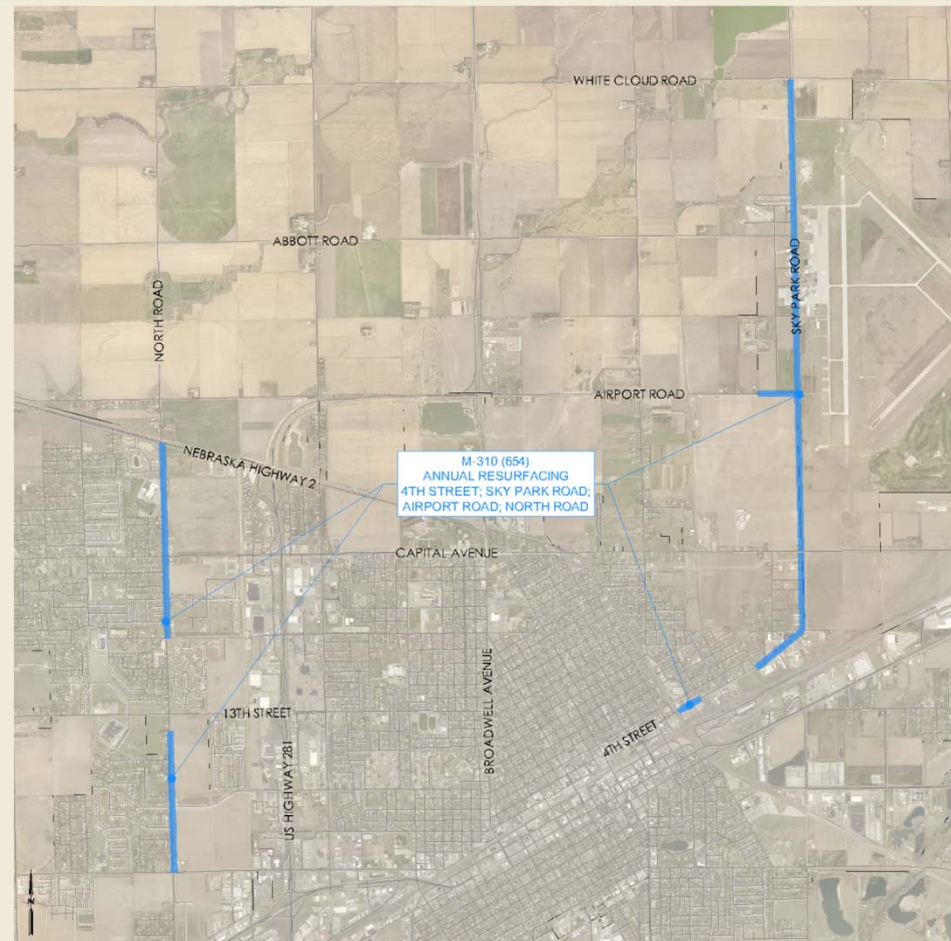 WHITE CLOUD ROAD
ABBOTT ROAD
NORTH ROAD
SKY PARK ROAD
AIRPORT ROAD
NEBRASKA HIGHWAY 2
M-310 (654)
ANNUAL RESURFACING
4TH STREET; SKY PARK ROAD;
AIRPORT ROAD; NORTH ROAD
CAPITAL AVENUE
BROADWELL AVENUE
13TH STREET
4TH STREET
US HIGHWAY 281